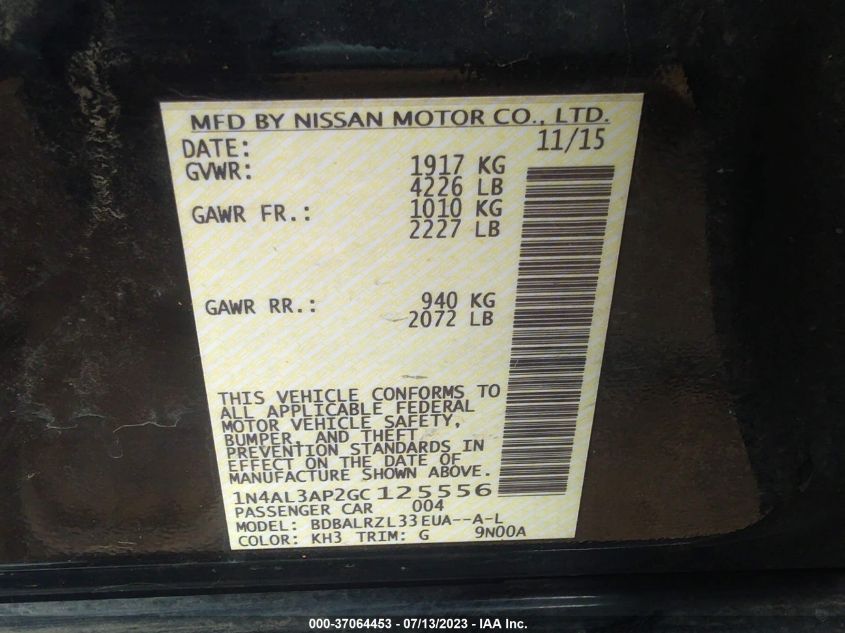 MFD BY NISSAN MOTOR CO., LTD.
DATE: 11/15
GVWR: 1917 KG
4226 LB
GAWR FR.: 1010 KG
2227 LB
GAWR RR.: 940 KG
2072 LB
THIS VEHICLE CONFORMS TO
ALL APPLICABLE FEDERAL
MOTOR VEHICLE SAFETY,
BUMPER, AND THEFT
PREVENTION STANDARDS IN
EFFECT ON THE DATE OF
MANUFACTURE SHOWN ABOVE.
1N4AL3AP2GC125556
PASSENGER CAR 004
MODEL: BDBALRZL33EUA--A-L
COLOR: KH3 TRIM: G 9N00A
000-37064453 - 07/13/2023 - IAA Inc.